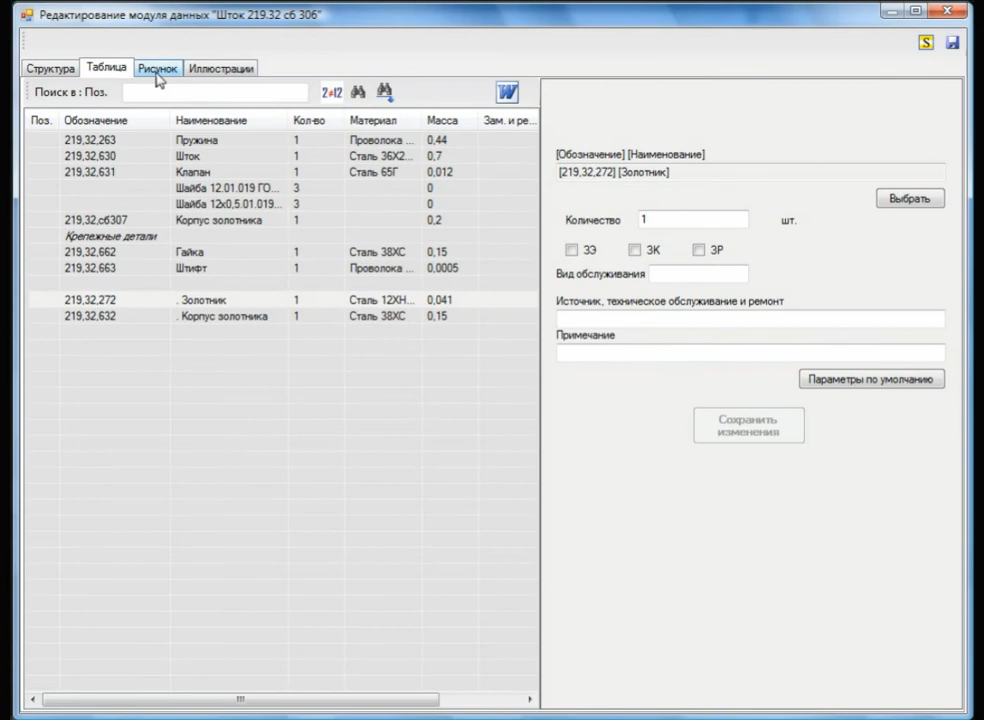 Редактирование модуля данных "Шток 219.32 сб 306"
S
Структура Таблица Рисунок Иллюстрации
Поиск в : Поз. 2≠12 W
Поз. Обозначение Наименование Кол-во Материал Масса Зам. и ре...
219,32,263 Пружина 1 Проволока ... 0,44
219,32,630 Шток 1 Сталь 36Х2... 0,7
219,32,631 Клапан 1 Сталь 65Г 0,012
Шайба 12.01.019 ГО... 3 0
Шайба 12х0,5.01.019... 3 0
219,32,сб307 Корпус золотника 1 0,2
Крепежные детали
219,32,662 Гайка 1 Сталь 38ХС 0,15
219,32,663 Штифт 1 Проволока ... 0,0005
219,32,272 . Золотник 1 Сталь 12ХН... 0,041
219,32,632 . Корпус золотника 1 Сталь 38ХС 0,15
[Обозначение] [Наименование]
[219,32,272] [Золотник]
Выбрать
Количество 1 шт.
ЗЭ ЗК ЗР
Вид обслуживания
Источник, техническое обслуживание и ремонт
Примечание
Параметры по умолчанию
Сохранить
изменения